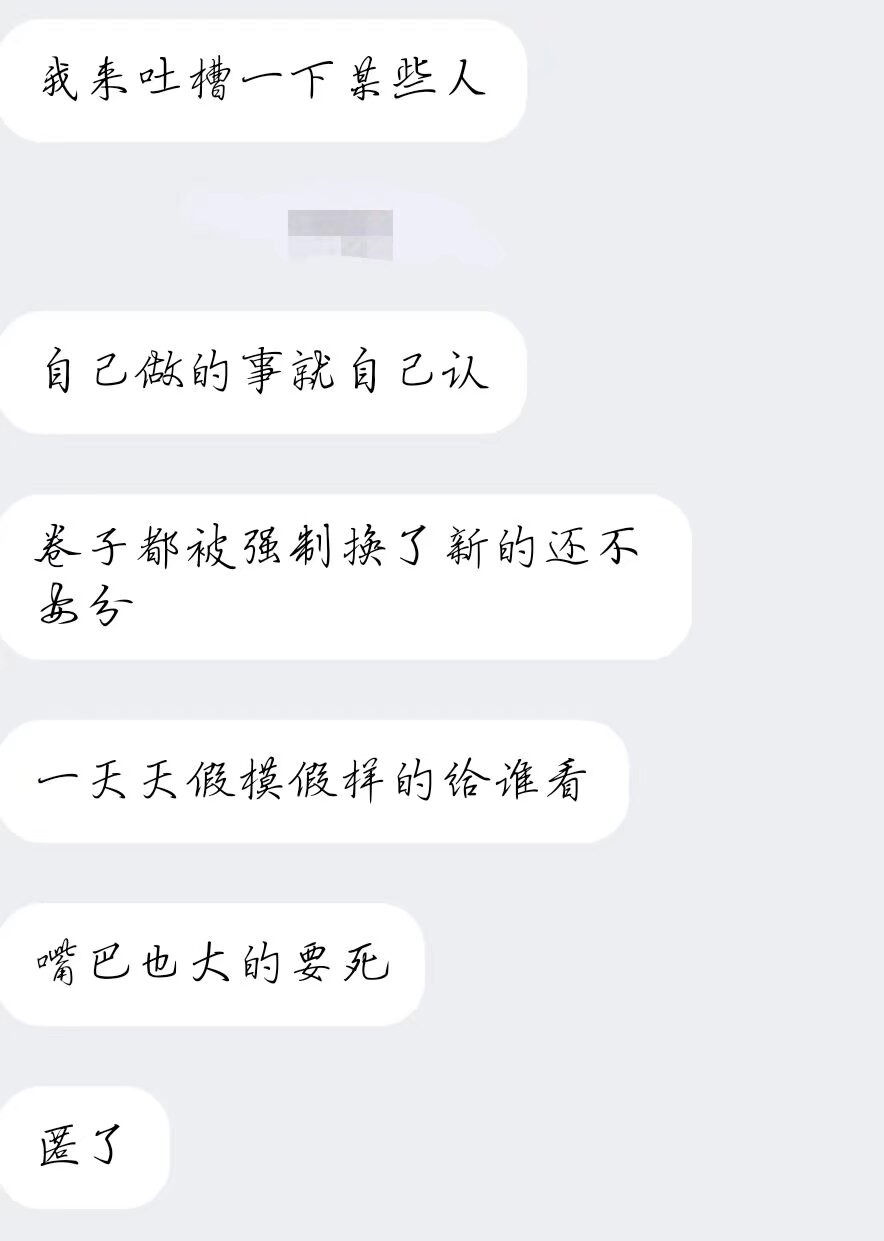 我来吐槽一下某些人
自己做的事就自己认
卷子都被强制换了新的还不
安分
一天天假模假样的给谁看
嘴巴也大的要死
匿了